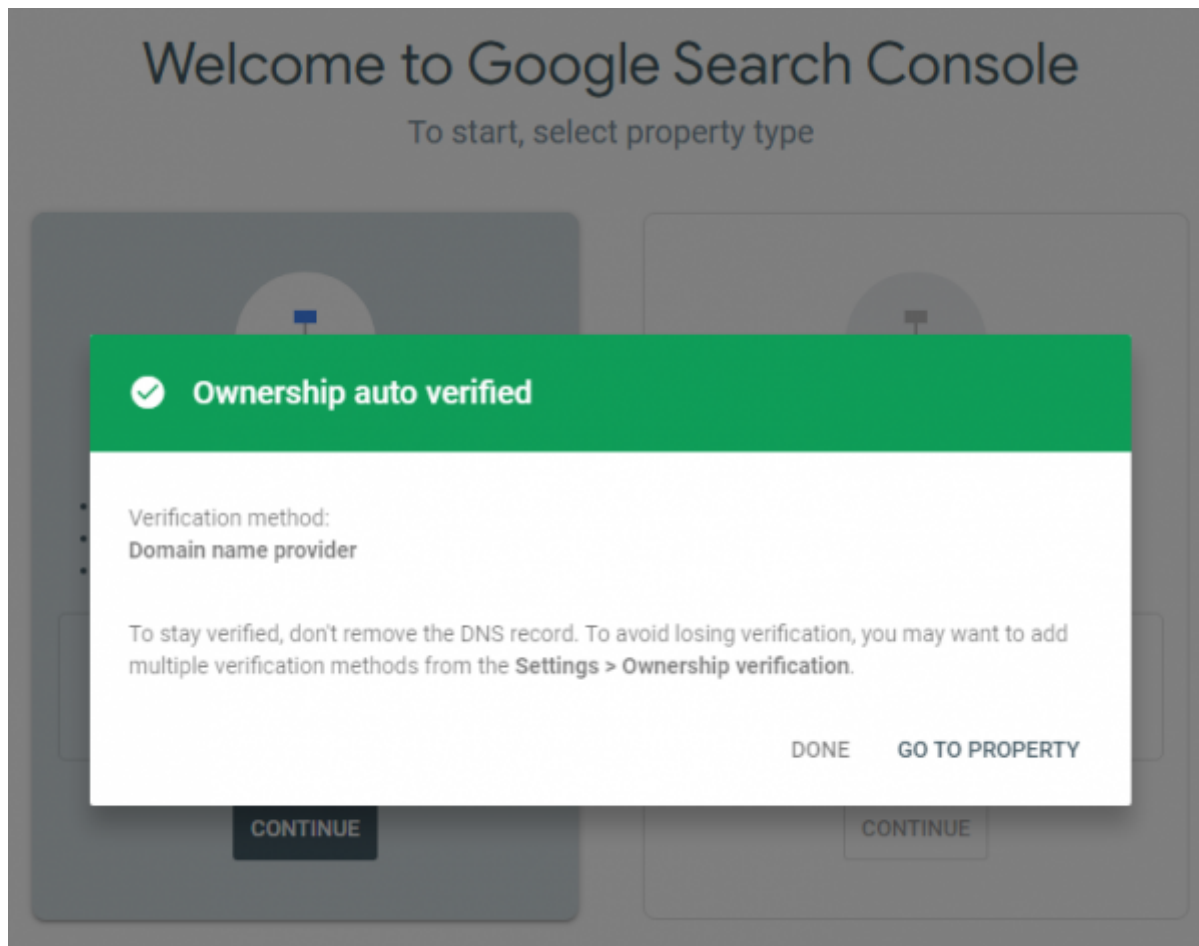 Welcome to Google Search Console
To start, select property type
Ownership auto verified
Verification method:
Domain name provider
To stay verified, don't remove the DNS record. To avoid losing verification, you may want to add
multiple verification methods from the Settings > Ownership verification.
DONE GO TO PROPERTY
CONTINUE CONTINUE